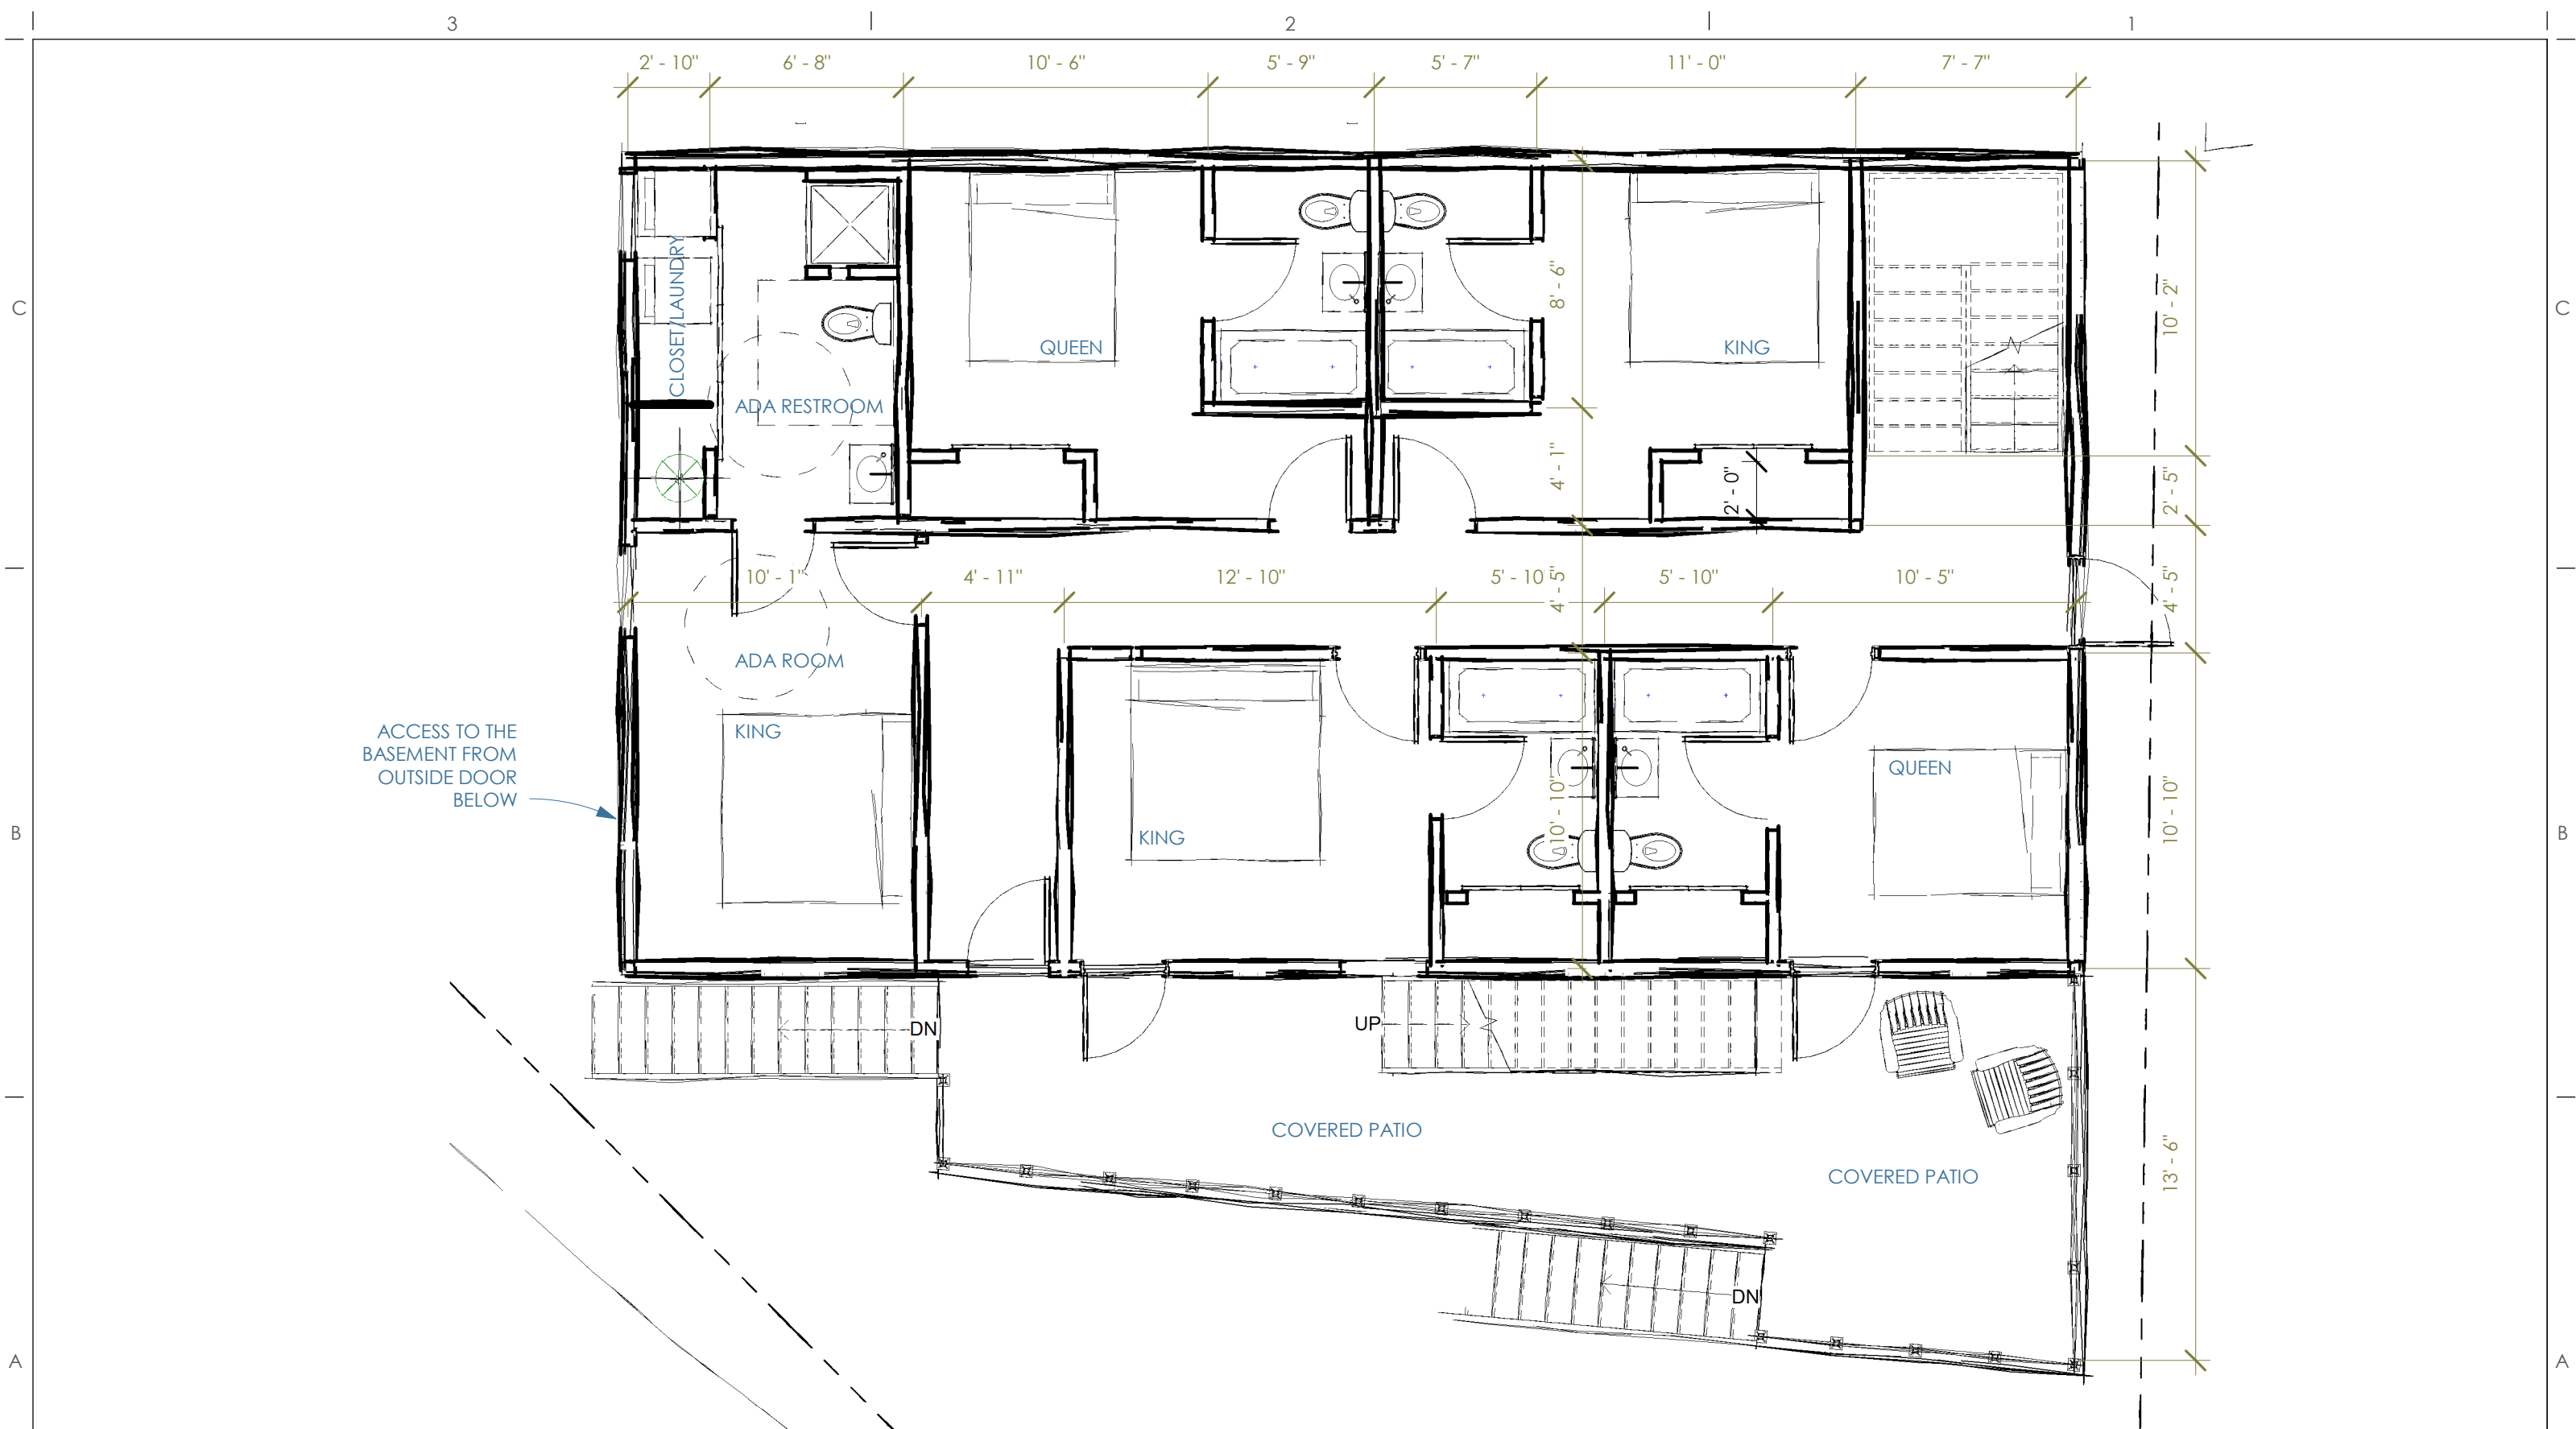 3 2 1
2' - 10" 6' - 8" 10' - 6" 5' - 9" 5' - 7" 11' - 0" 7' - 7"
C C
CLOSET/LAUNDRY
QUEEN
KING
8' - 6"
10' - 2"
ADA RESTROOM
4' - 1"
2' - 0"
2' - 5"
10' - 1" 4' - 11" 12' - 10" 5' - 10" 5' - 10" 10' - 5"
4' - 5"
4' - 5"
ADA ROOM
KING
ACCESS TO THE
BASEMENT FROM
OUTSIDE DOOR
BELOW
QUEEN
KING
10' - 10"
10' - 10"
B B
DN
UP
COVERED PATIO
COVERED PATIO
13' - 6"
DN
A A